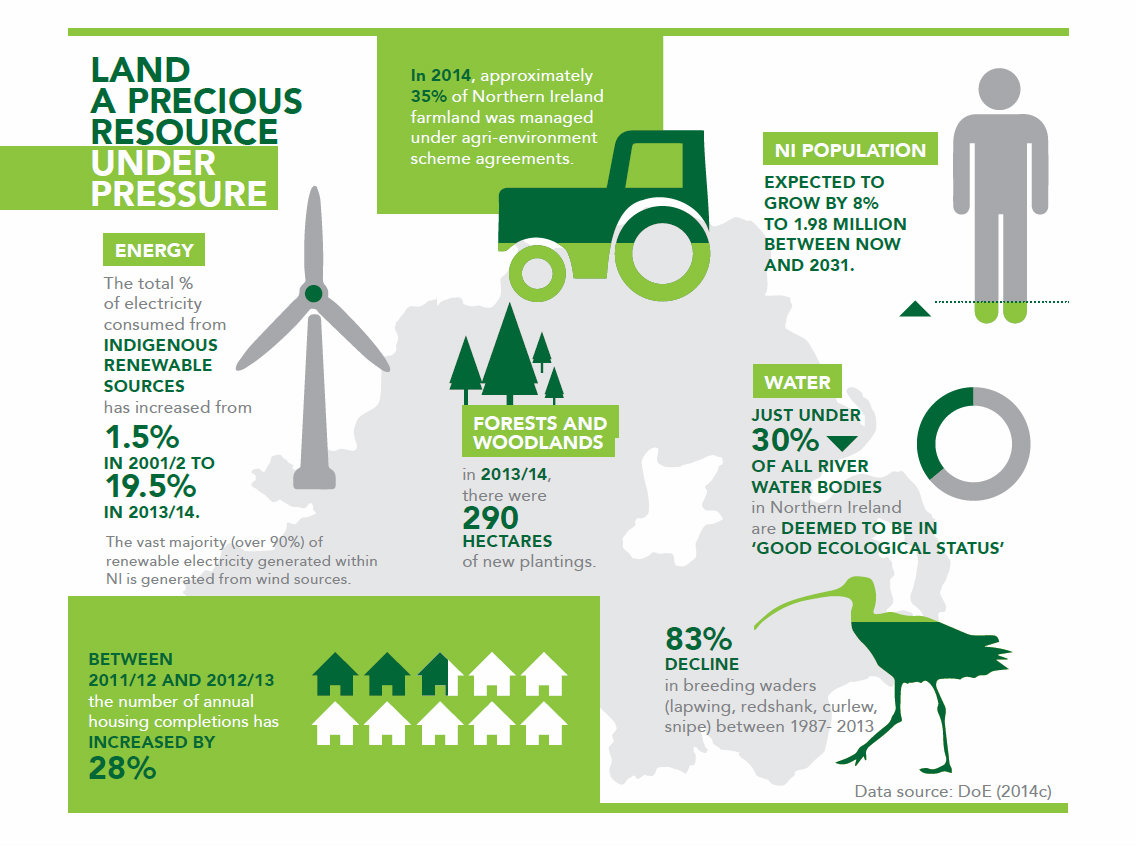 LAND
A PRECIOUS
RESOURCE
UNDER
PRESSURE
In 2014, approximately
35% of Northern Ireland
farmland was managed
under agri-environment
scheme agreements.
NI POPULATION
EXPECTED TO
GROW BY 8%
TO 1.98 MILLION
BETWEEN NOW
AND 2031.
ENERGY
The total %
of electricity
consumed from
INDIGENOUS
RENEWABLE
SOURCES
has increased from
1.5%
IN 2001/2 TO
19.5%
IN 2013/14.
The vast majority (over 90%) of
renewable electricity generated within
NI is generated from wind sources.
FORESTS AND
WOODLANDS
in 2013/14,
there were
290
HECTARES
of new plantings.
WATER
JUST UNDER
30%
OF ALL RIVER
WATER BODIES
in Northern Ireland
are DEEMED TO BE IN
‘GOOD ECOLOGICAL STATUS’
BETWEEN
2011/12 AND 2012/13
the number of annual
housing completions has
INCREASED BY
28%
83%
DECLINE
in breeding waders
(lapwing, redshank, curlew,
snipe) between 1987- 2013
Data source: DoE (2014c)